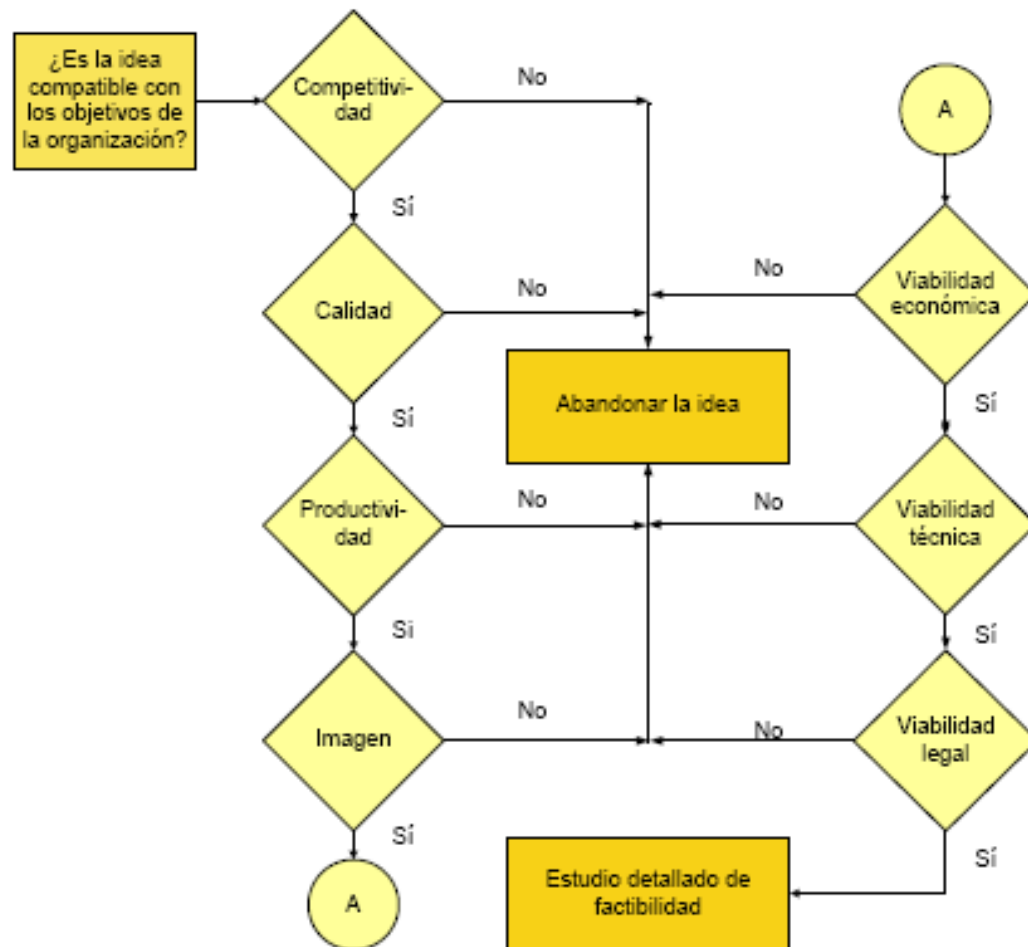 ¿Es la idea
compatible con
los objetivos de
la organización?
Competitivi-
dad
No
Sí
Calidad
No
Sí
Productivi-
dad
No
Si
Imagen
No
Sí
A
Abandonar la idea
A
Viabilidad
económica
No
Sí
Viabilidad
técnica
No
Sí
Viabilidad
legal
No
Sí
Estudio detallado de
factibilidad